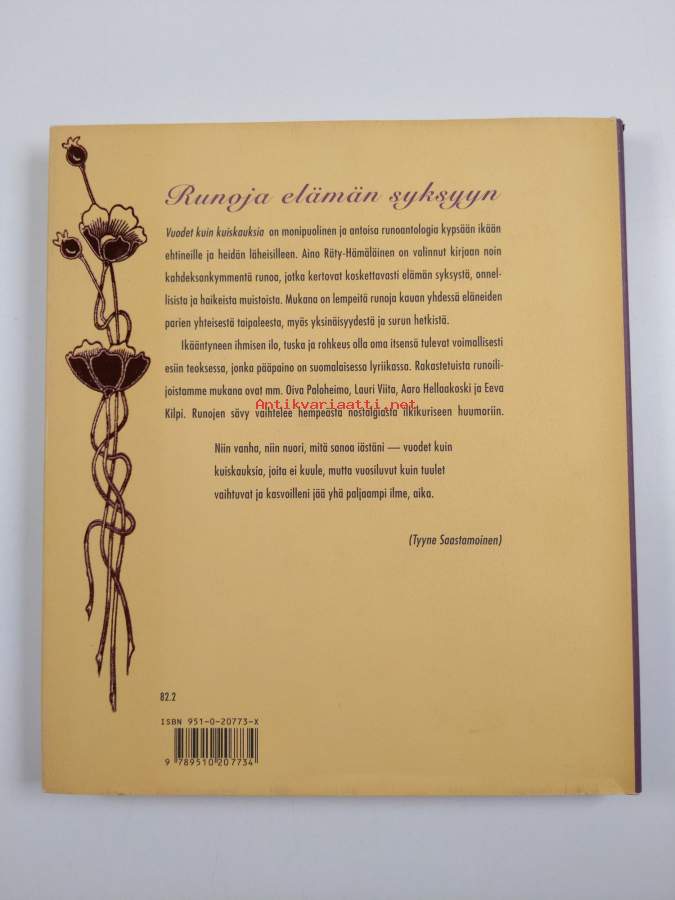 Runoja elämän syksyyn
Vuodet kuin kuiskauksia on monipuolinen ja antoisa runoantologia kypsään ikään
ehtineille ja heidän läheisilleen. Aino Räty-Hämäläinen on valinnut kirjaan noin
kahdeksankymmentä runoa, jotka kertovat koskettavasti elämän syksystä, onnel-
lisista ja haikeista muistoista. Mukana on lempeitä runoja kauan yhdessä eläneiden
parien yhteisestä taipaleesta, myös yksinäisyydestä ja surun hetkistä.
Ikääntyneen ihmisen ilo, tuska ja rohkeus olla oma itsensä tulevat voimallisesti
esiin teoksessa, jonka pääpaino on suomalaisessa lyriikassa. Rakastetuista runoili-
joistamme mukana ovat mm. Oiva Paloheimo, Lauri Viita, Aaro Hellaakoski ja Eeva
Kilpi. Runojen sävy vaihtelee hempeästä nostalgiasta ilkikuriseen huumoriin.
Antikvariaatti.net
Niin vanha, niin nuori, mitä sanoa iästäni — vuodet kuin
kuiskauksia, joita ei kuule, mutta vuosiluvut kuin tuulet
vaihtuvat ja kasvoilleni jää yhä paljaampi ilme, aika.
(Tyyne Saastamoinen)
82.2
ISBN 951-0-20773-X
9 789510 207734